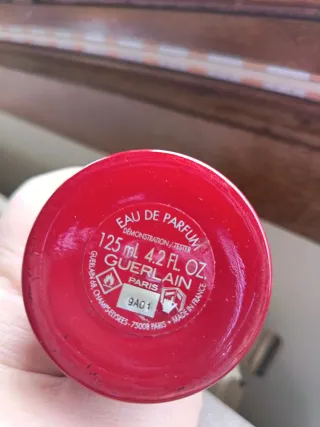 EAU DE PARFUM
DÉMONSTRATION/TESTER
125 ml 4.2 FL. OZ.
GUERLAIN
PARIS
9A01
GUERLAIN 68, CHAMPS-ELYSEES - 75008 PARIS • MADE IN FRANCE